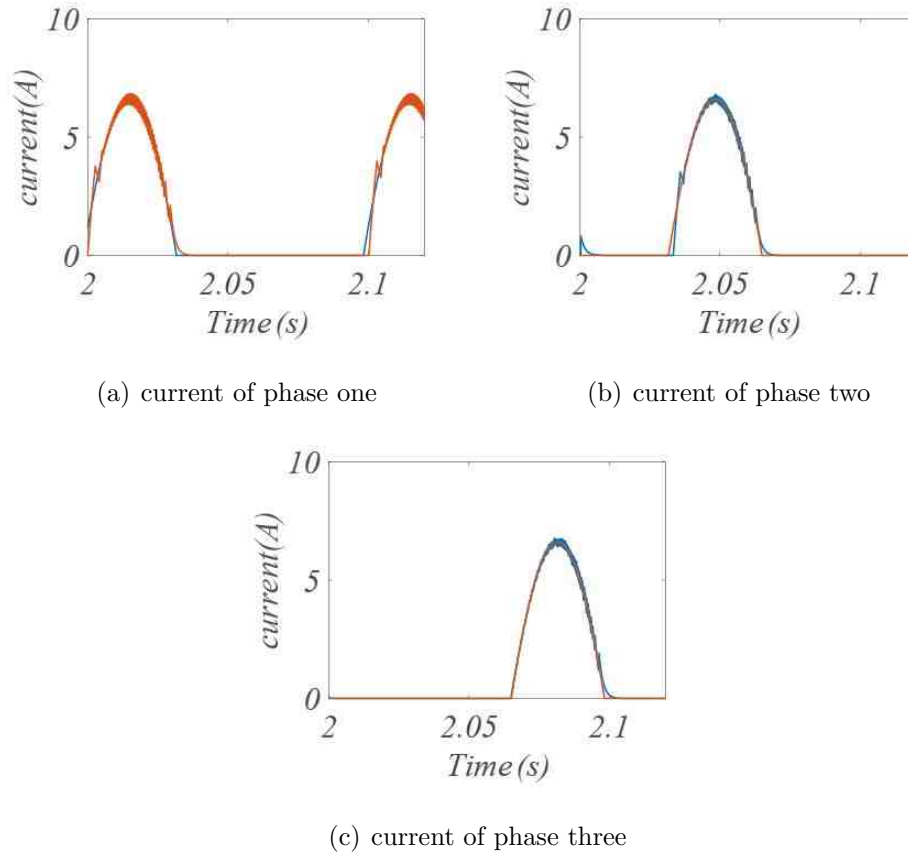 10
5
0
current(A)
2 2.05 2.1
Time(s)
(a) current of phase one
10
5
0
current(A)
2 2.05 2.1
Time(s)
(b) current of phase two
10
5
0
current(A)
2 2.05 2.1
Time(s)
(c) current of phase three